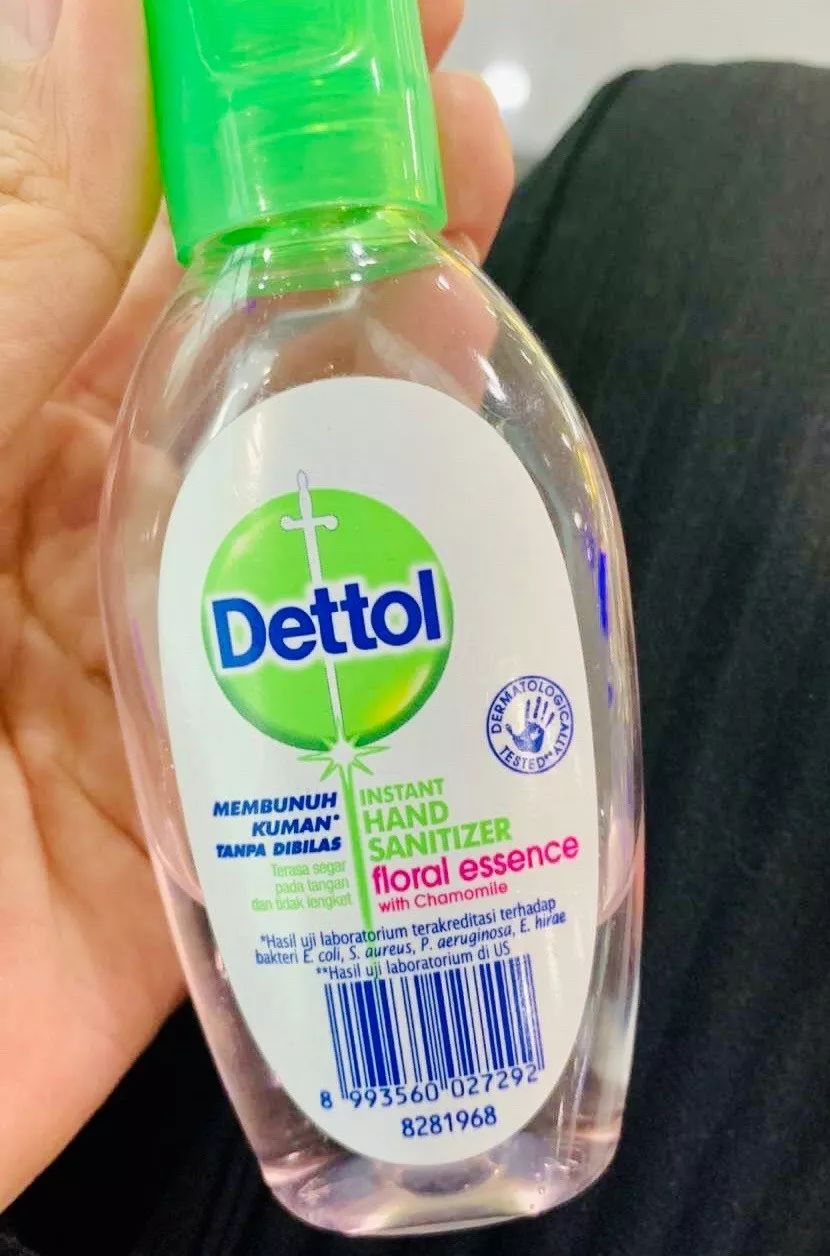 Dettol
DERMATOLOGICALLY
TESTED**
MEMBUNUH
KUMAN*
TANPA DIBILAS
Terasa segar
pada tangan
dan tidak lengket
INSTANT
HAND
SANITIZER
floral essence
with Chamomile
*Hasil uji laboratorium terakreditasi terhadap
bakteri E. coli, S. aureus, P. aeruginosa, E. hirae
**Hasil uji laboratorium di US
8 993560 027292
8281968